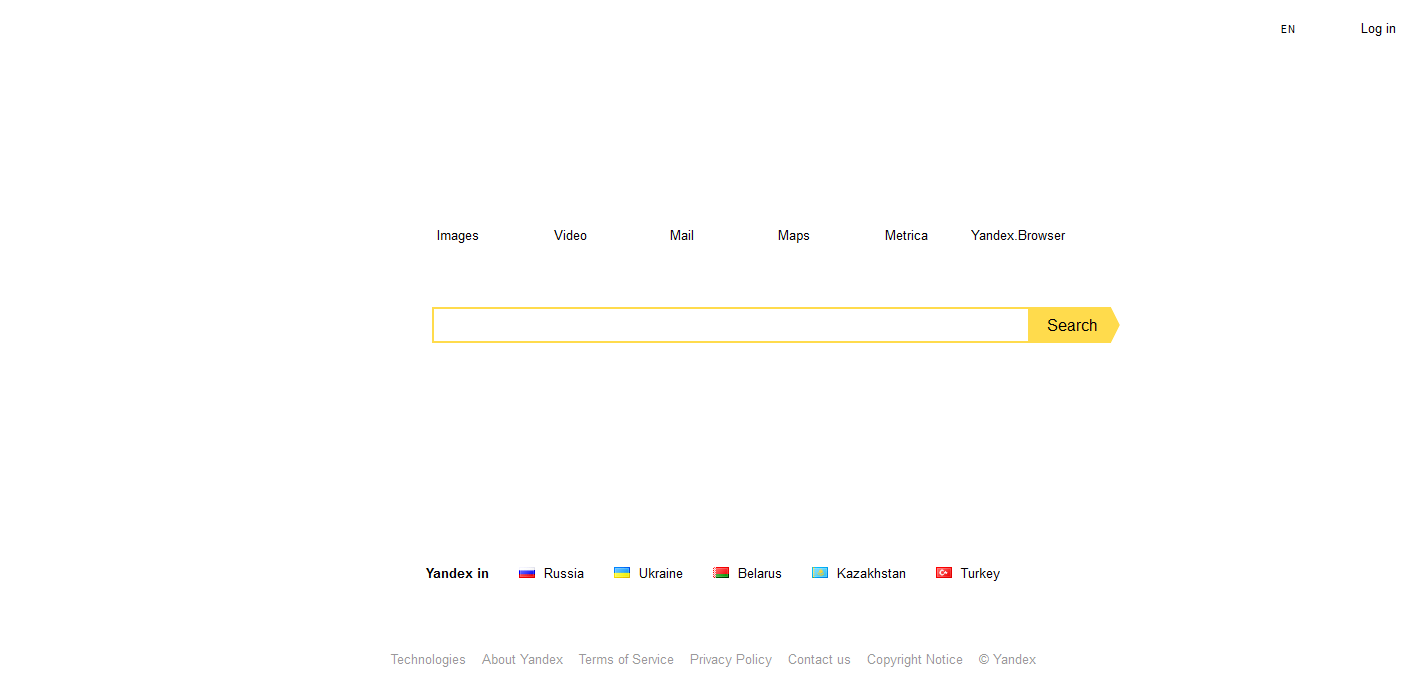 EN Log in
Images Video Mail Maps Metrica Yandex.Browser
Search
Yandex in Russia Ukraine Belarus Kazakhstan Turkey
Technologies About Yandex Terms of Service Privacy Policy Contact us Copyright Notice © Yandex